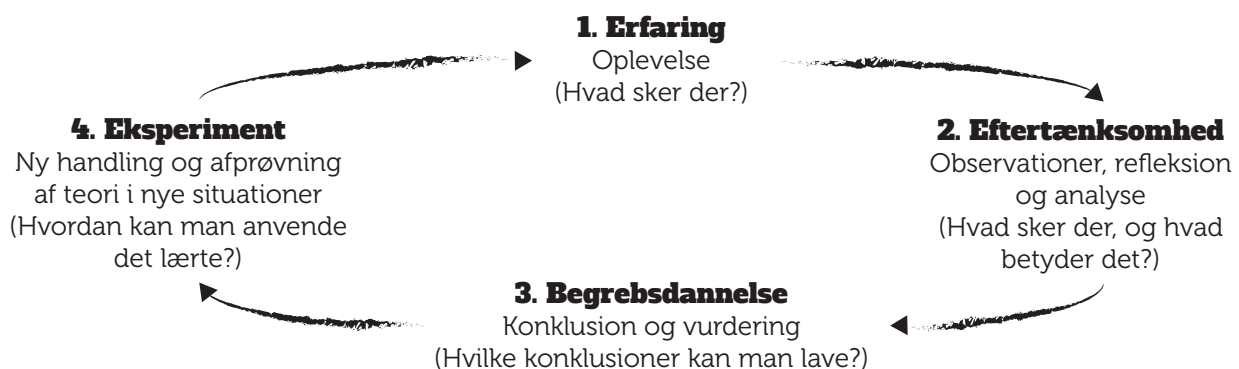 1. Erfaring
Oplevelse
(Hvad sker der?)
2. Eftertænksomhed
Observationer, refleksion
og analyse
(Hvad sker der, og hvad
betyder det?)
3. Begrebsdannelse
Konklusion og vurdering
(Hvilke konklusioner kan man lave?)
4. Eksperiment
Ny handling og afprøvning
af teori i nye situationer
(Hvordan kan man anvende
det lærte?)